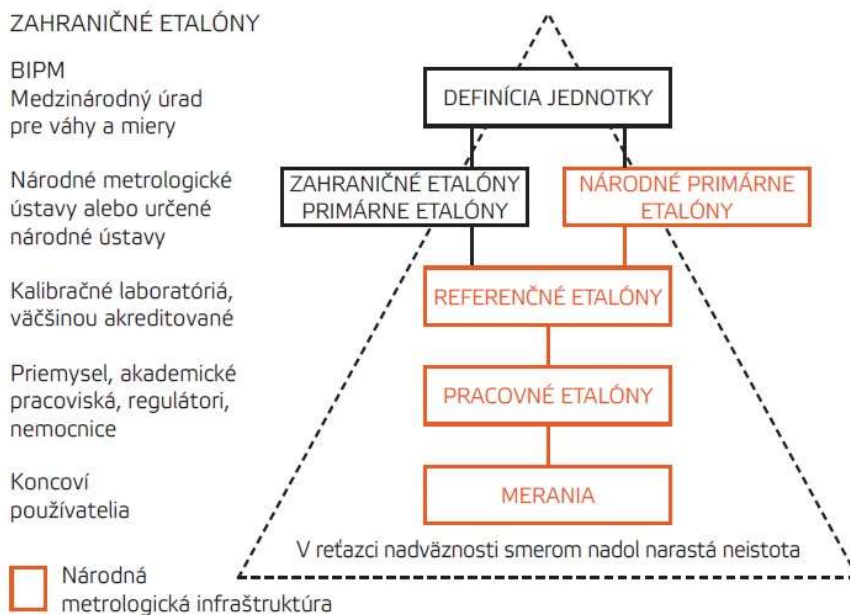 ZAHRANIČNÉ ETALÓNY
BIPM
Medzinárodný úrad
pre váhy a miery
DEFINÍCIA JEDNOTKY
Národné metrologické
ústavy alebo určené
národné ústavy
ZAHRANIČNÉ ETALÓNY
PRIMÁRNE ETALÓNY
NÁRODNÉ PRIMÁRNE
ETALÓNY
Kalibračné laboratóriá,
väčšinou akreditované
REFERENČNÉ ETALÓNY
Priemysel, akademické
pracoviská, regulátori,
nemocnice
PRACOVNÉ ETALÓNY
Koncoví
používatelia
MERANIA
V reťazci nadväznosti smerom nadol narastá neistota
Národná
metrologická infraštruktúra